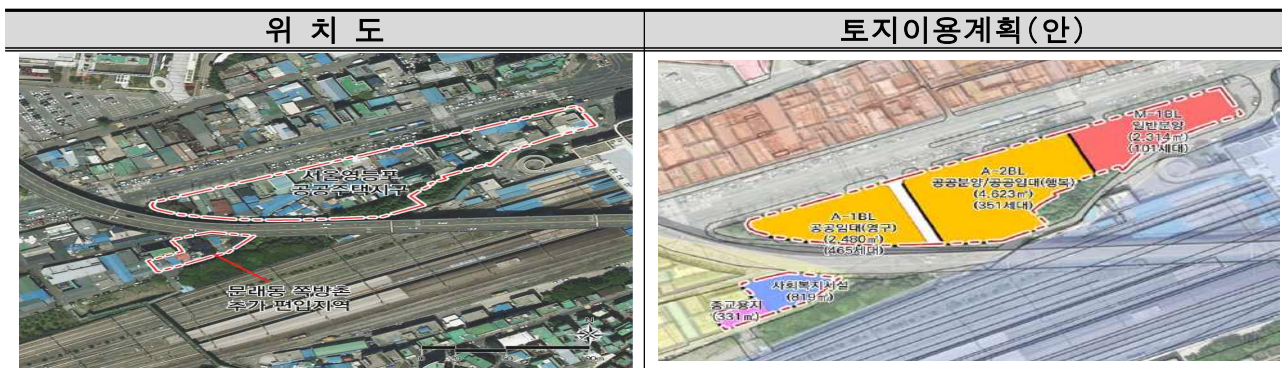 위 치 도
토지이용계획(안)
서울영등포
공공주택지구
문래동 쪽방촌
추가 편입지역
M-1BL
일반분양
(2,314㎡)
(101세대)
A-2BL
공공분양/공공임대(행복)
(4,623㎡)
(351세대)
A-1BL
공공임대(영구)
(2,480㎡)
(465세대)
사회복지시설
(819㎡)
종교용지
(331㎡)